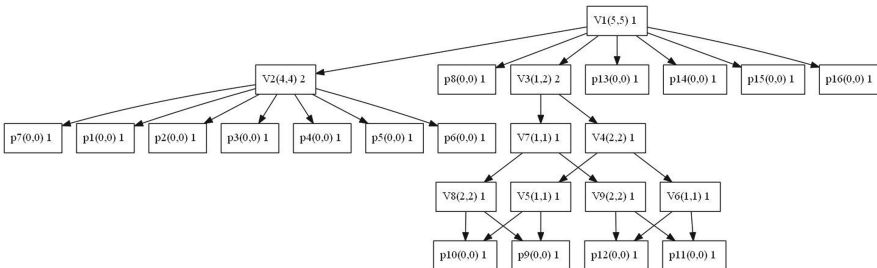 V1(5,5) 1
V2(4,4) 2
p8(0,0) 1
V3(1,2) 2
p13(0,0) 1
p14(0,0) 1
p15(0,0) 1
p16(0,0) 1
p7(0,0) 1
p1(0,0) 1
p2(0,0) 1
p3(0,0) 1
p4(0,0) 1
p5(0,0) 1
p6(0,0) 1
V7(1,1) 1
V4(2,2) 1
V8(2,2) 1
V5(1,1) 1
V9(2,2) 1
V6(1,1) 1
p10(0,0) 1
p9(0,0) 1
p12(0,0) 1
p11(0,0) 1